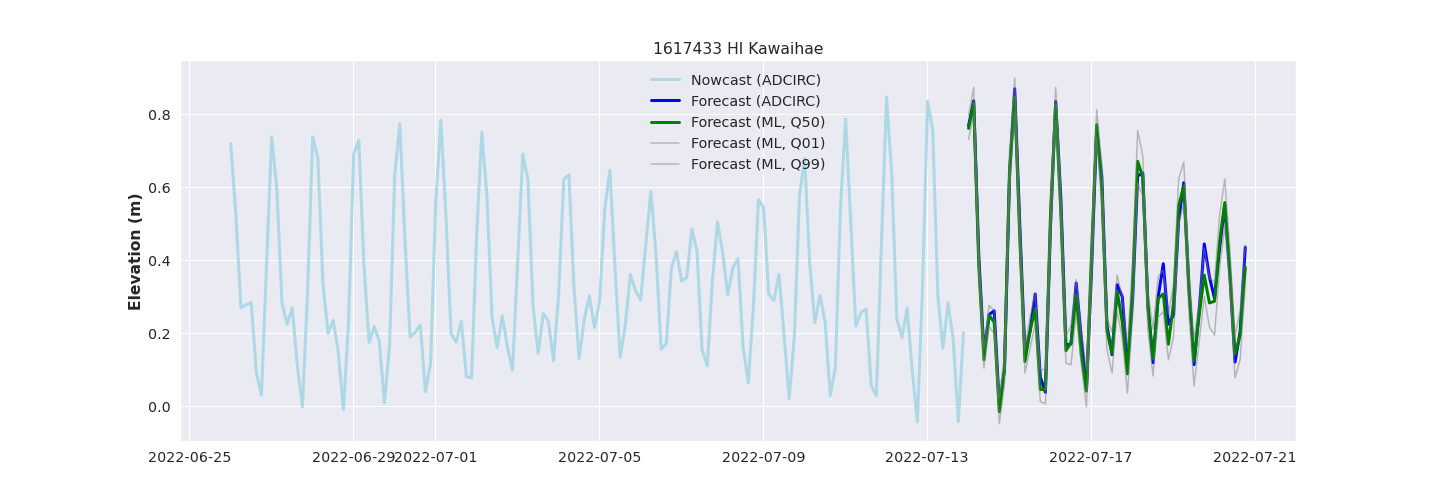 1617433 HI Kawaihae
Nowcast (ADCIRC)
Forecast (ADCIRC)
Forecast (ML, Q50)
Forecast (ML, Q01)
Forecast (ML, Q99)
Elevation (m)
0.8
0.6
0.4
0.2
0.0
2022-06-25 2022-06-29 2022-07-01 2022-07-05 2022-07-09 2022-07-13 2022-07-17 2022-07-21